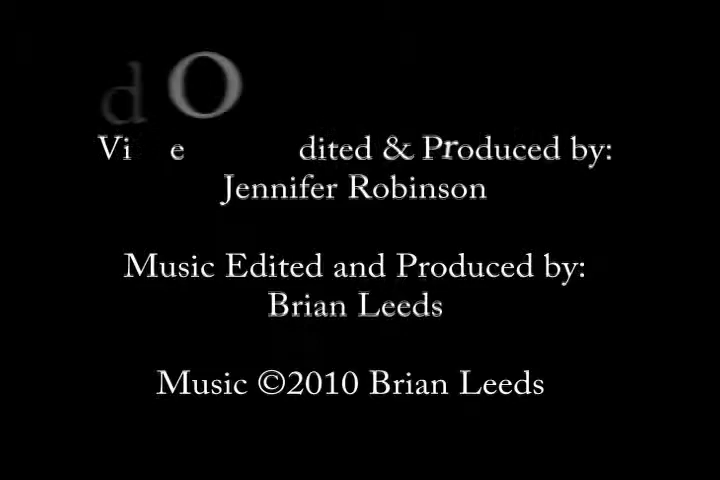 d O
Vi e dited & Produced by:
Jennifer Robinson
Music Edited and Produced by:
Brian Leeds
Music ©2010 Brian Leeds